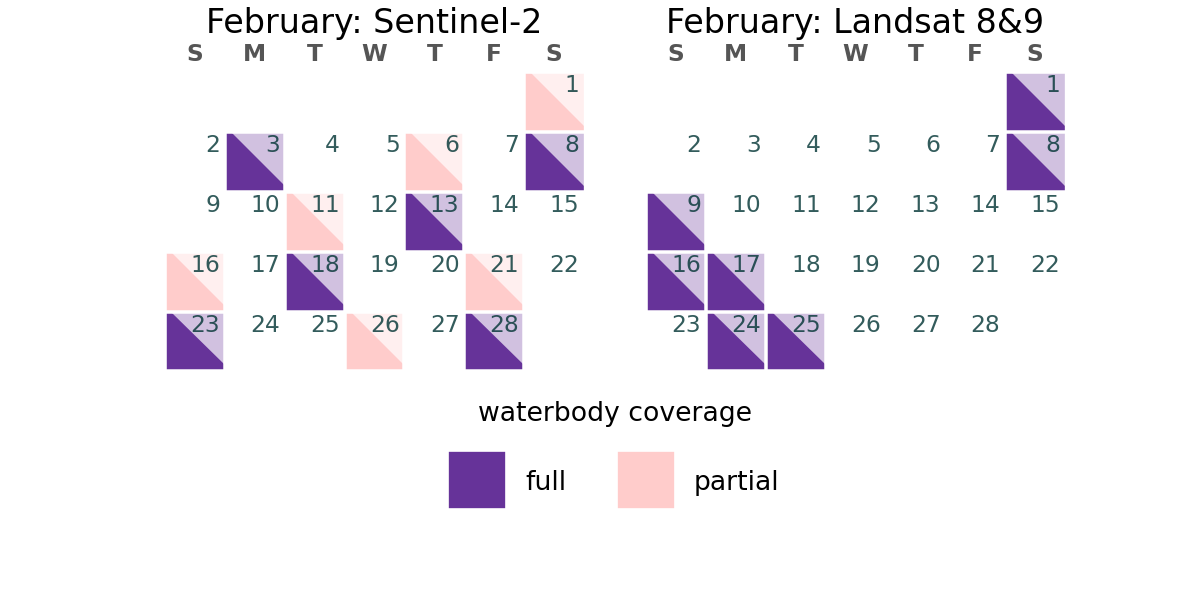 February: Sentinel-2
S M T W T F S
1
2 3 4 5 6 7 8
9 10 11 12 13 14 15
16 17 18 19 20 21 22
23 24 25 26 27 28
February: Landsat 8&9
S M T W T F S
1
2 3 4 5 6 7 8
9 10 11 12 13 14 15
16 17 18 19 20 21 22
23 24 25 26 27 28
waterbody coverage
full
partial